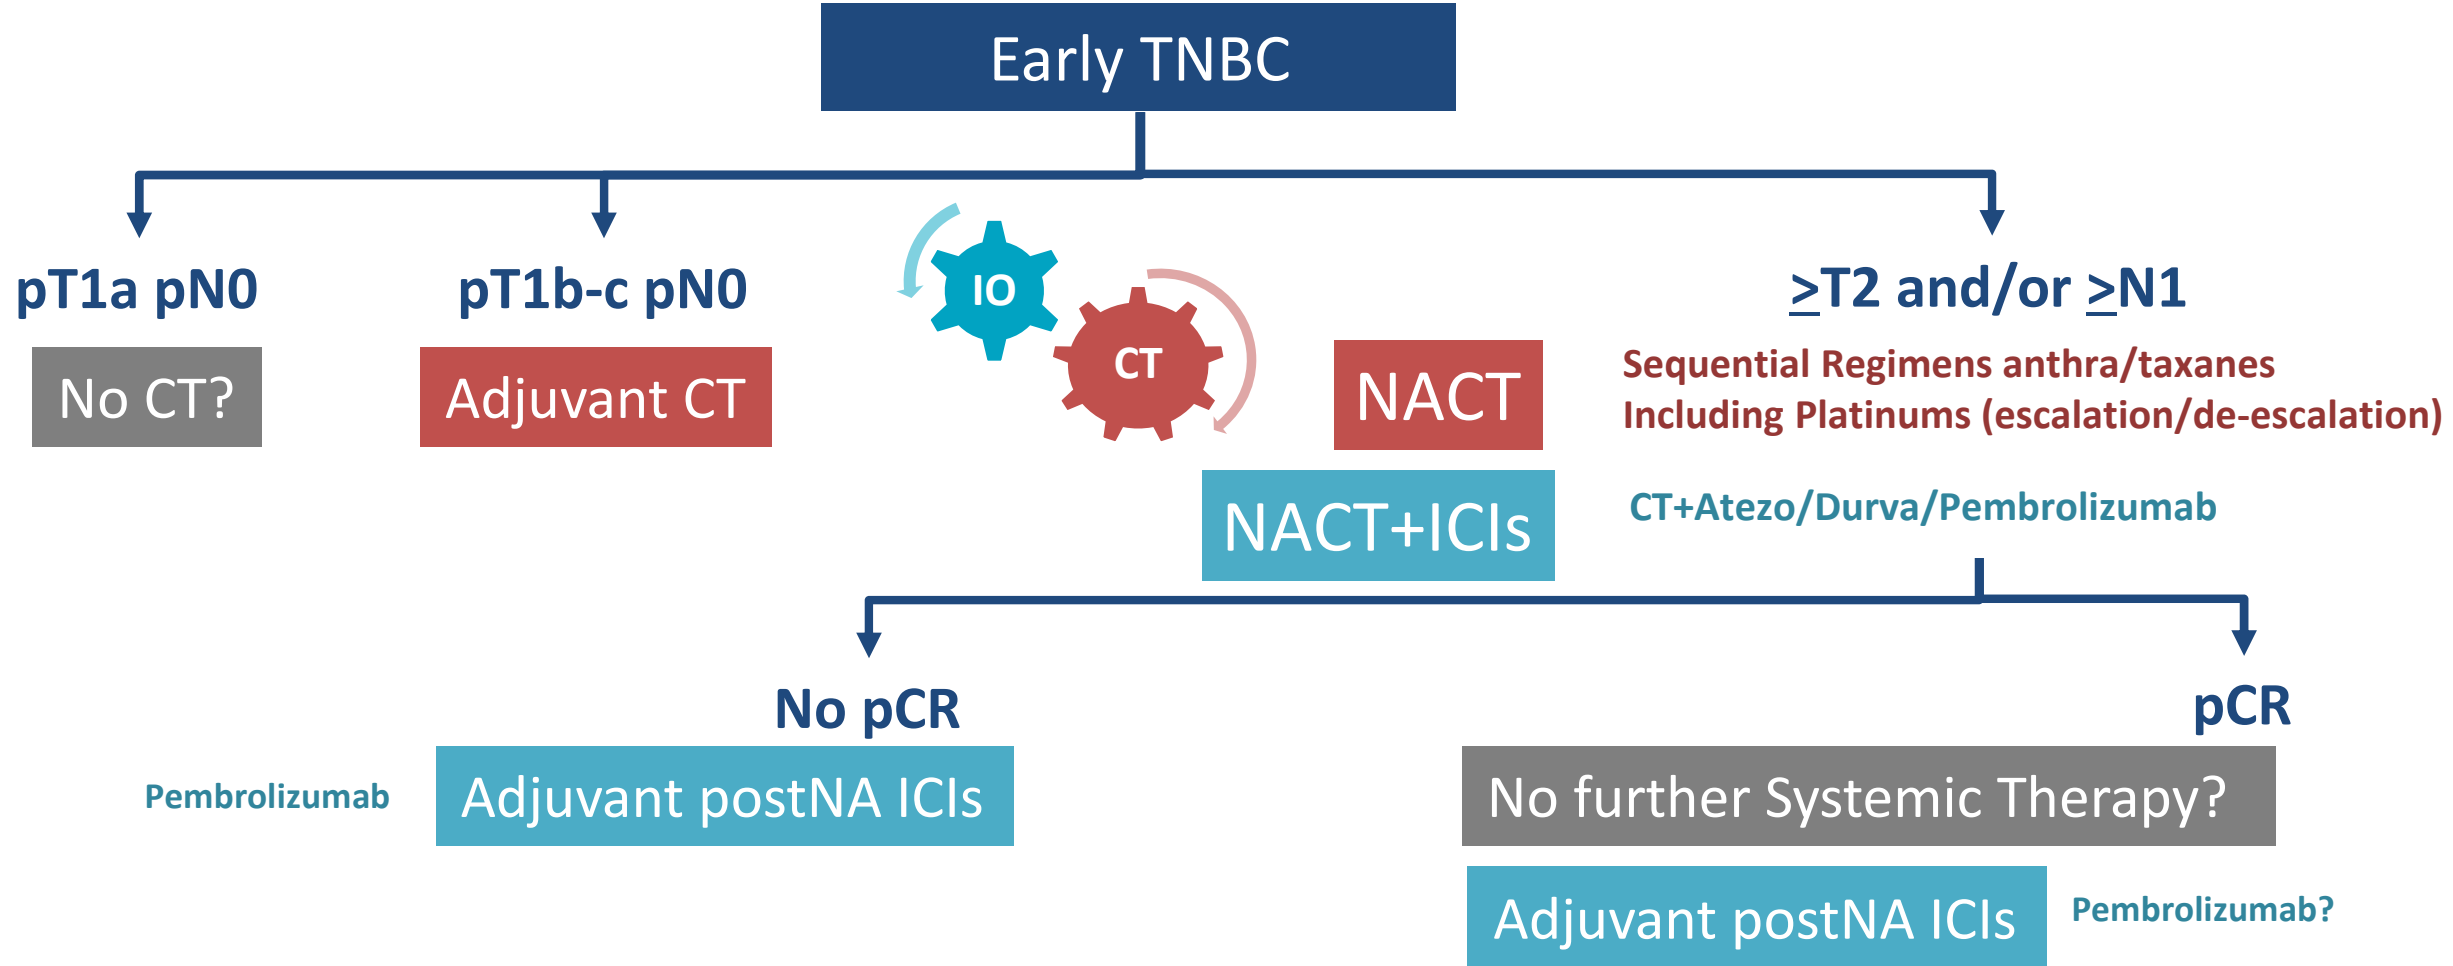 Early TNBC
pT1a pN0
pT1b-c pN0
≥T2 and/or ≥N1
No CT?
Adjuvant CT
IO
CT
NACT
Sequential Regimens anthra/taxanes
Including Platinums (escalation/de-escalation)
NACT+ICIs
CT+Atezo/Durva/Pembrolizumab
No pCR
pCR
Pembrolizumab
Adjuvant postNA ICIs
No further Systemic Therapy?
Adjuvant postNA ICIs
Pembrolizumab?